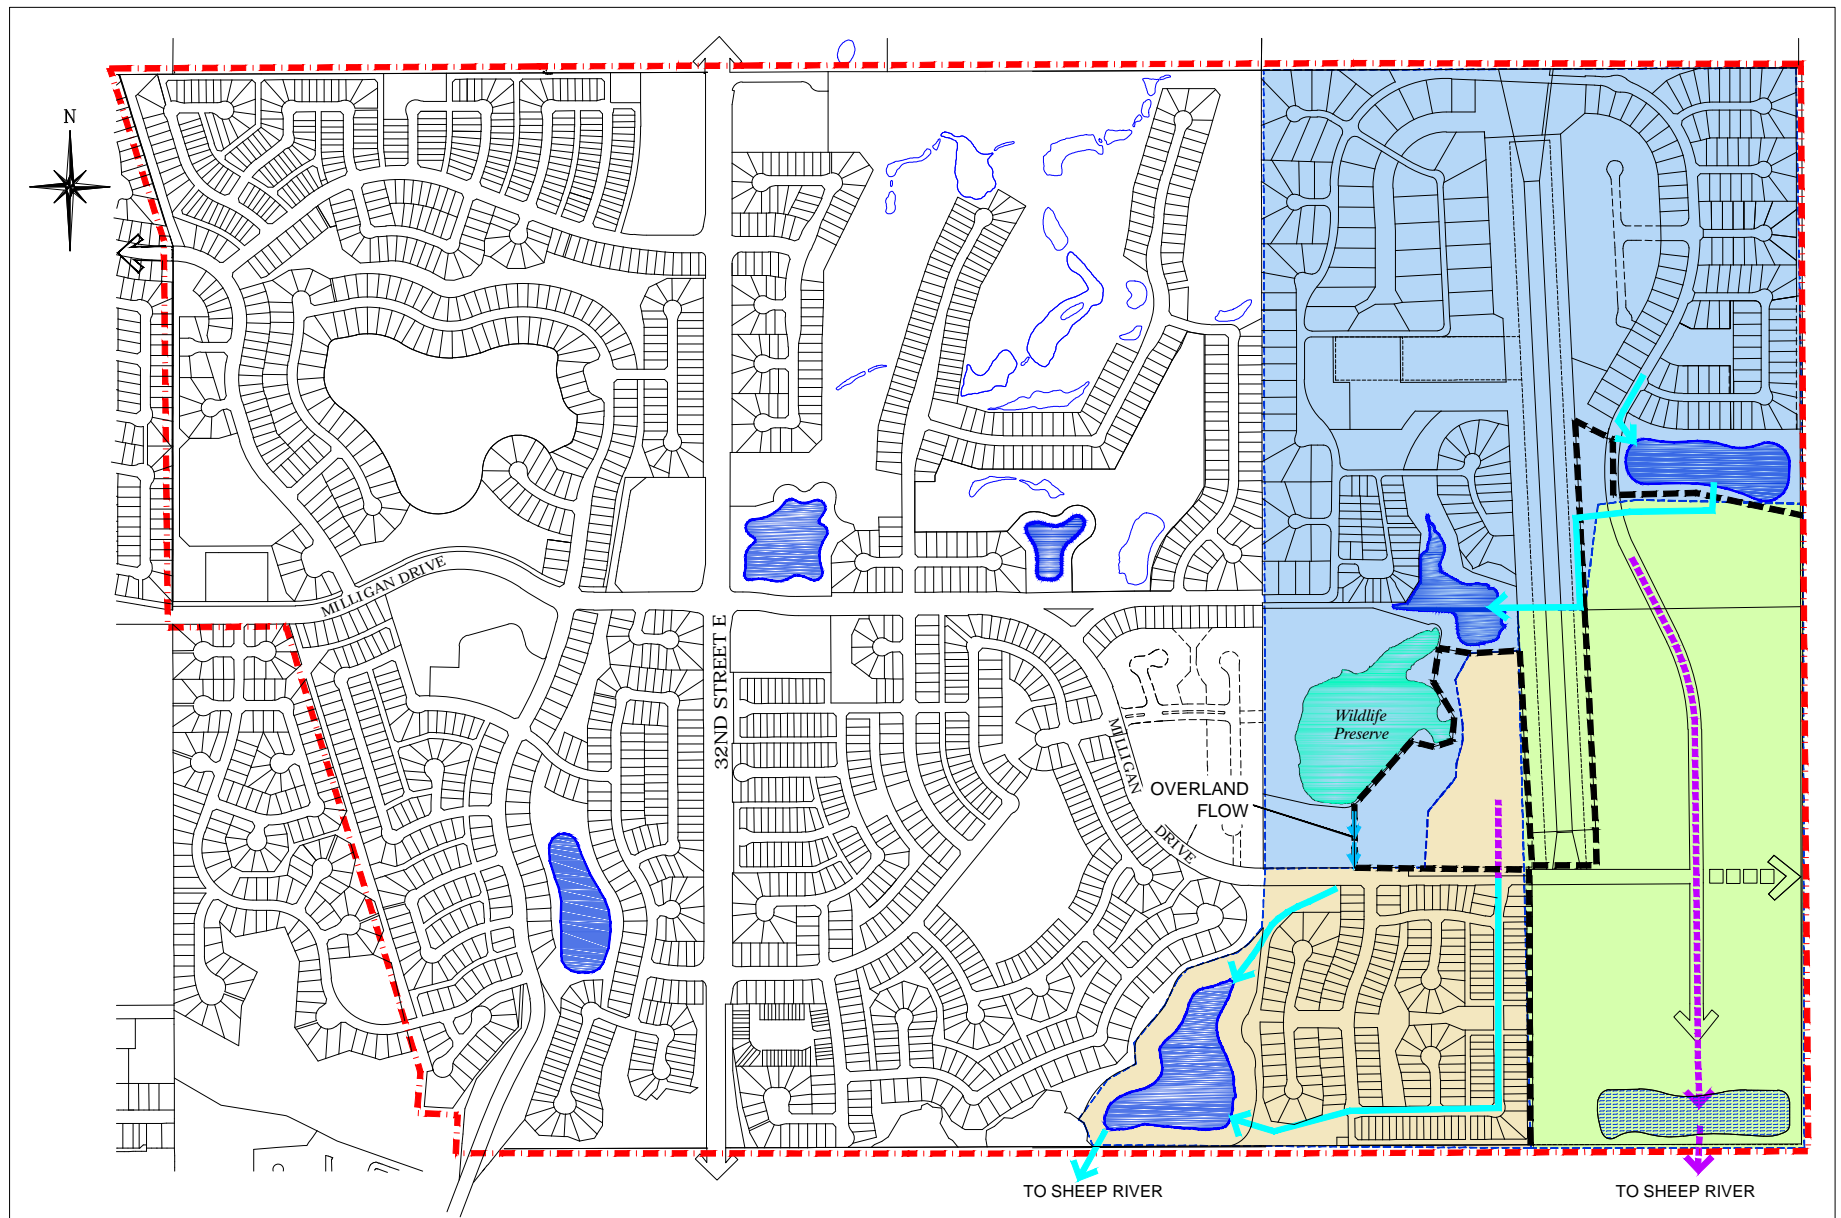 N
MILLIGAN DRIVE
32ND STREET E
MILLIGAN
DRIVE
Wildlife
Preserve
OVERLAND
FLOW
TO SHEEP RIVER
TO SHEEP RIVER